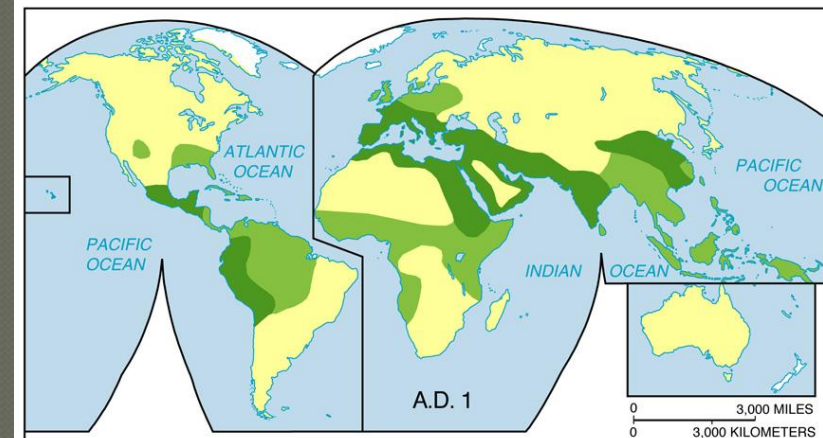 ATLANTIC
OCEAN
PACIFIC
OCEAN
PACIFIC
OCEAN
INDIAN
OCEAN
A.D. 1
0 3,000 MILES
0 3,000 KILOMETERS